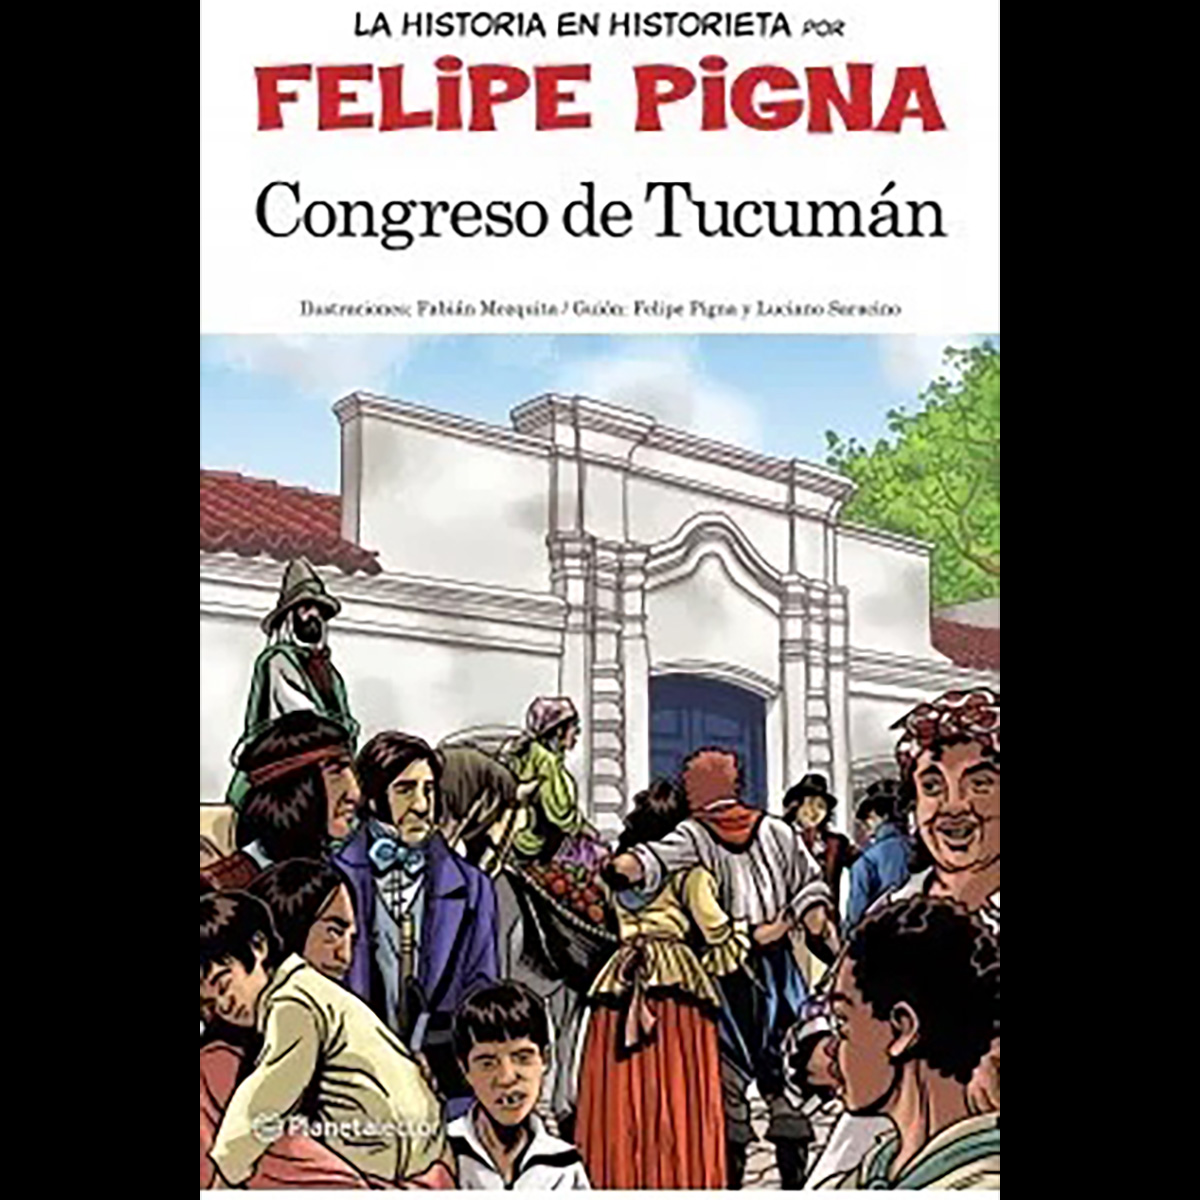 LA HISTORIA EN HISTORIETA POR
FELIPE PIGNA
Congreso de Tucumán
Ilustraciones: Fabián Mezquita / Guión: Felipe Pigna y Luciano Saracino
Planetalector